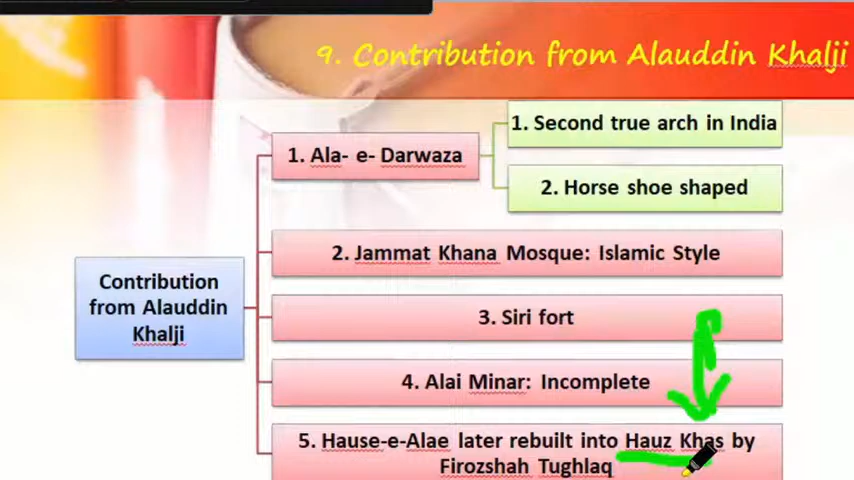 9. Contribution from Alauddin Khalji
Contribution
from Alauddin
Khalji
1. Ala- e- Darwaza
1. Second true arch in India
2. Horse shoe shaped
2. Jammat Khana Mosque: Islamic Style
3. Siri fort
4. Alai Minar: Incomplete
5. Hause-e-Alae later rebuilt into Hauz Khas by
Firozshah Tughlaq